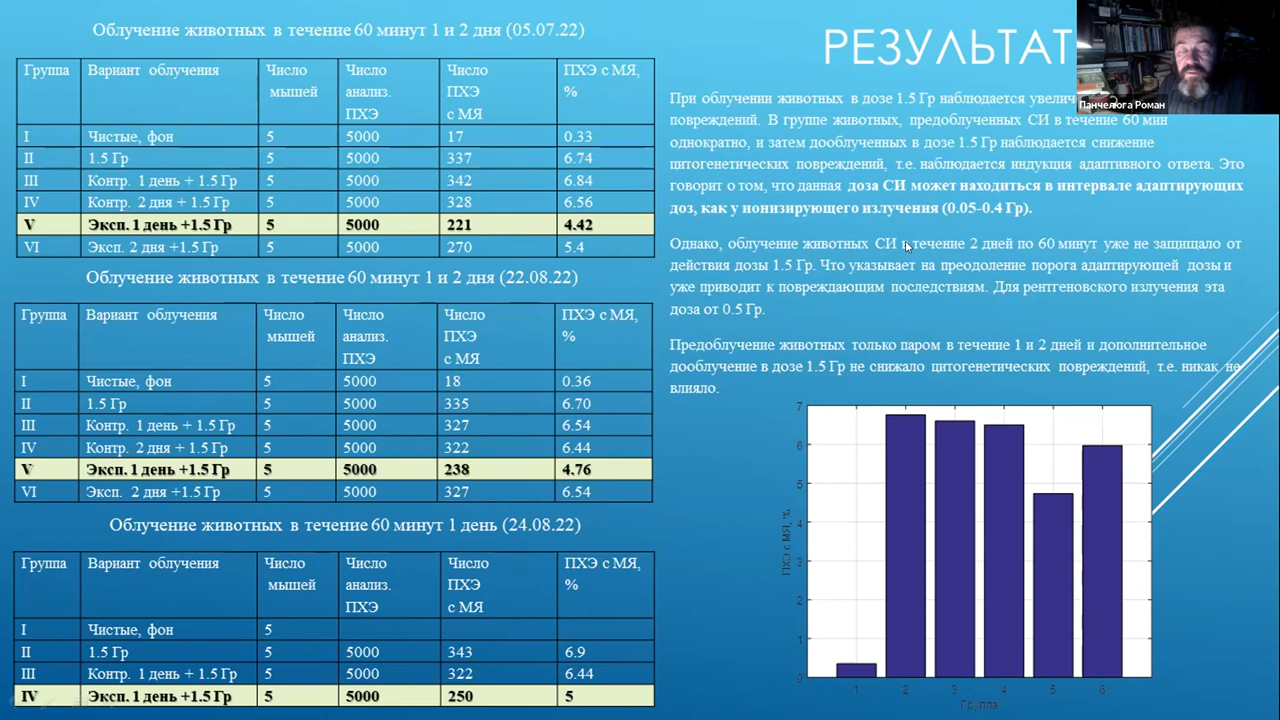 Облучение животных в течение 60 минут 1 и 2 дня (05.07.22)
Группа Вариант облучения Число мышей Число анализ. ПХЭ Число ПХЭ с МЯ ПХЭ с МЯ, %
I Чистые, фон 5 5000 17 0.33
II 1.5 Гр 5 5000 337 6.74
III Контр. 1 день + 1.5 Гр 5 5000 342 6.84
IV Контр. 2 дня + 1.5 Гр 5 5000 328 6.56
V Эксп. 1 день +1.5 Гр 5 5000 221 4.42
VI Эксп. 2 дня +1.5 Гр 5 5000 270 5.4
Облучение животных в течение 60 минут 1 и 2 дня (22.08.22)
Группа Вариант облучения Число мышей Число анализ. ПХЭ Число ПХЭ с МЯ ПХЭ с МЯ, %
I Чистые, фон 5 5000 18 0.36
II 1.5 Гр 5 5000 335 6.70
III Контр. 1 день + 1.5 Гр 5 5000 327 6.54
IV Контр. 2 дня + 1.5 Гр 5 5000 322 6.44
V Эксп. 1 день +1.5 Гр 5 5000 238 4.76
VI Эксп. 2 дня +1.5 Гр 5 5000 327 6.54
Облучение животных в течение 60 минут 1 день (24.08.22)
Группа Вариант облучения Число мышей Число анализ. ПХЭ Число ПХЭ с МЯ ПХЭ с МЯ, %
I Чистые, фон 5
II 1.5 Гр 5 5000 343 6.9
III Контр. 1 день + 1.5 Гр 5 5000 322 6.44
IV Эксп. 1 день +1.5 Гр 5 5000 250 5
РЕЗУЛЬТАТ
Панчелюга Роман
При облучении животных в дозе 1.5 Гр наблюдается
повреждений. В группе животных, предоблученных СИ в течение 60 мин
однократно, и затем дооблученных в дозе 1.5 Гр наблюдается снижение
цитогенетических повреждений, т.е. наблюдается индукция адаптивного ответа. Это
говорит о том, что данная доза СИ может находиться в интервале адаптирующих
доз, как у ионизирующего излучения (0.05-0.4 Гр).
Однако, облучение животных СИ в течение 2 дней по 60 минут уже не защищало от
действия дозы 1.5 Гр. Что указывает на преодоление порога адаптирующей дозы и
уже приводит к повреждающим последствиям. Для рентгеновского излучения эта
доза от 0.5 Гр.
Предоблучение животных только паром в течение 1 и 2 дней и дополнительное
дооблучение в дозе 1.5 Гр не снижало цитогенетических повреждений, т.е. никак не
влияло.
7
6
5
4
3
2
1
0
ПХЭ с МЯ, %
1 2 3 4 5 6
Группа